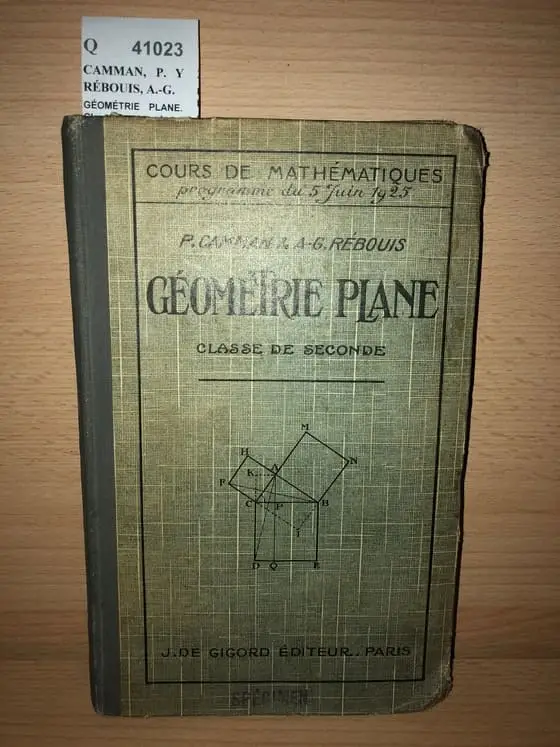 Q 41023
CAMMAN, P. Y
RÉBOUIS, A.-G.
GÉOMÉTRIE PLANE.
COURS DE MATHÉMATIQUES
programme du 5 Juin 1925
P. CAMMAN & A-G. RÉBOUIS
GÉOMÉTRIE PLANE
CLASSE DE SECONDE
M
H
N
K
A
F
C
P
B
I
D
Q
E
J. DE GIGORD ÉDITEUR. PARIS
SPÉCIMEN